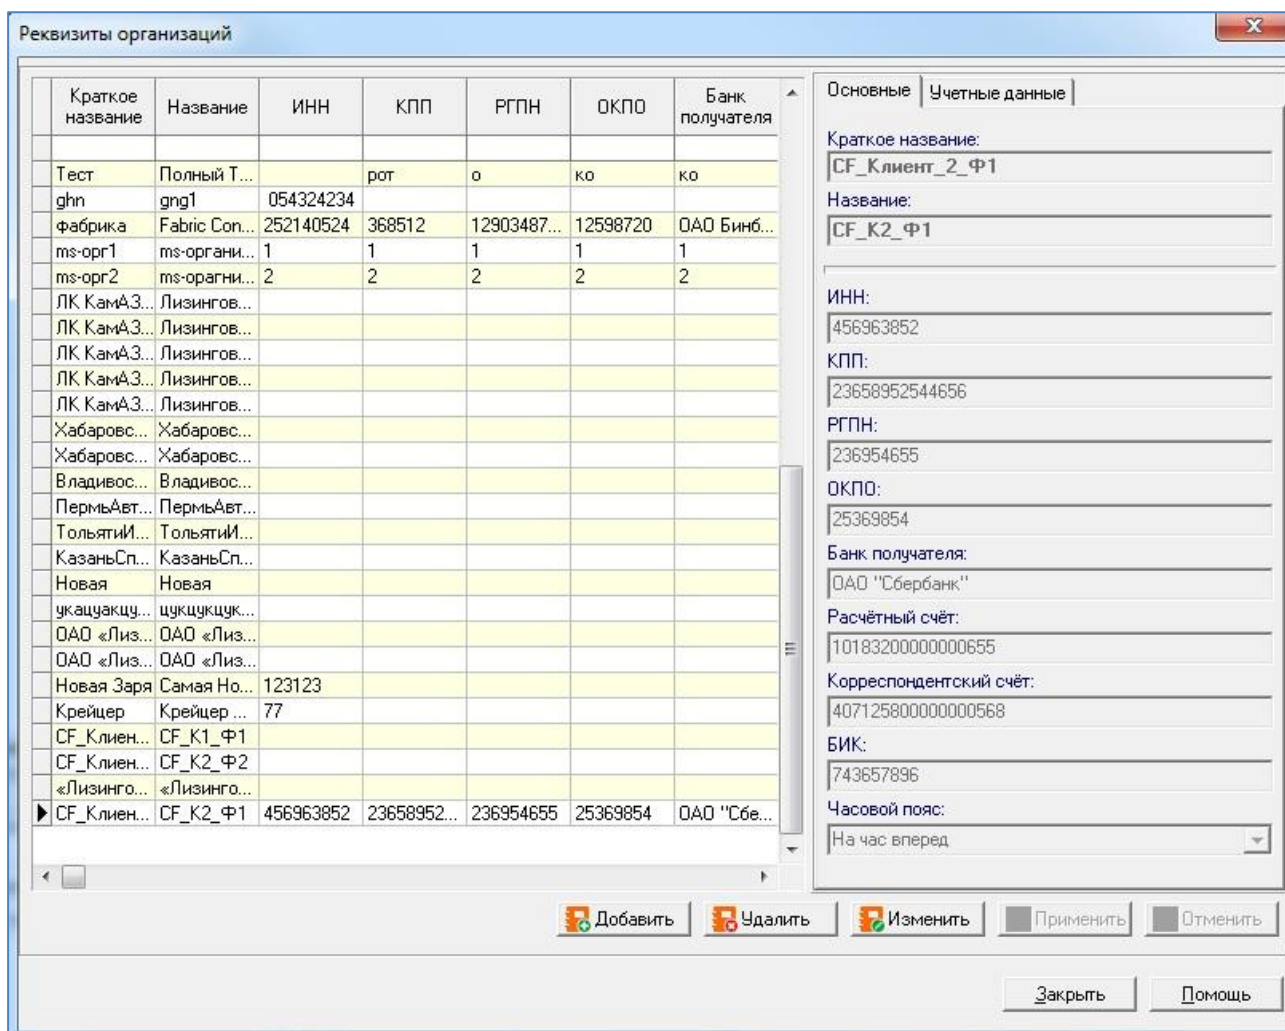 Реквизиты организаций
Краткое название Название ИНН КПП РГПН ОКПО Банк получателя
Тест Полный Т... рот о ко ко
ghn gng1 054324234
фабрика Fabric Con... 252140524 368512 12903487... 12598720 ОАО Бинб...
ms-орг1 ms-органи... 1 1 1 1 1
ms-орг2 ms-орагни... 2 2 2 2 2
ЛК КамАЗ... Лизингов...
ЛК КамАЗ... Лизингов...
ЛК КамАЗ... Лизингов...
ЛК КамАЗ... Лизингов...
ЛК КамАЗ... Лизингов...
Хабаровс... Хабаровс...
Хабаровс... Хабаровс...
Владивос... Владивос...
ПермьАвт... ПермьАвт...
ТольятиИ... ТольятиИ...
КазаньСп... КазаньСп...
Новая Новая
укацуакцу... цукцукцук...
ОАО «Лиз... ОАО «Лиз...
ОАО «Лиз... ОАО «Лиз...
Новая Заря Самая Но... 123123
Крейцер Крейцер ... 77
CF_Клиен... CF_К1_Ф1
CF_Клиен... CF_К2_Ф2
«Лизинго... «Лизинго...
CF_Клиен... CF_К2_Ф1 456963852 23658952... 236954655 25369854 ОАО "Сбе...
Основные Учетные данные
Краткое название:
CF_Клиент_2_Ф1
Название:
CF_К2_Ф1
ИНН:
456963852
КПП:
23658952544656
РГПН:
236954655
ОКПО:
25369854
Банк получателя:
ОАО "Сбербанк"
Расчётный счёт:
10183200000000655
Корреспондентский счёт:
407125800000000568
БИК:
743657896
Часовой пояс:
На час вперед
Добавить Удалить Изменить Применить Отменить
Закрыть Помощь